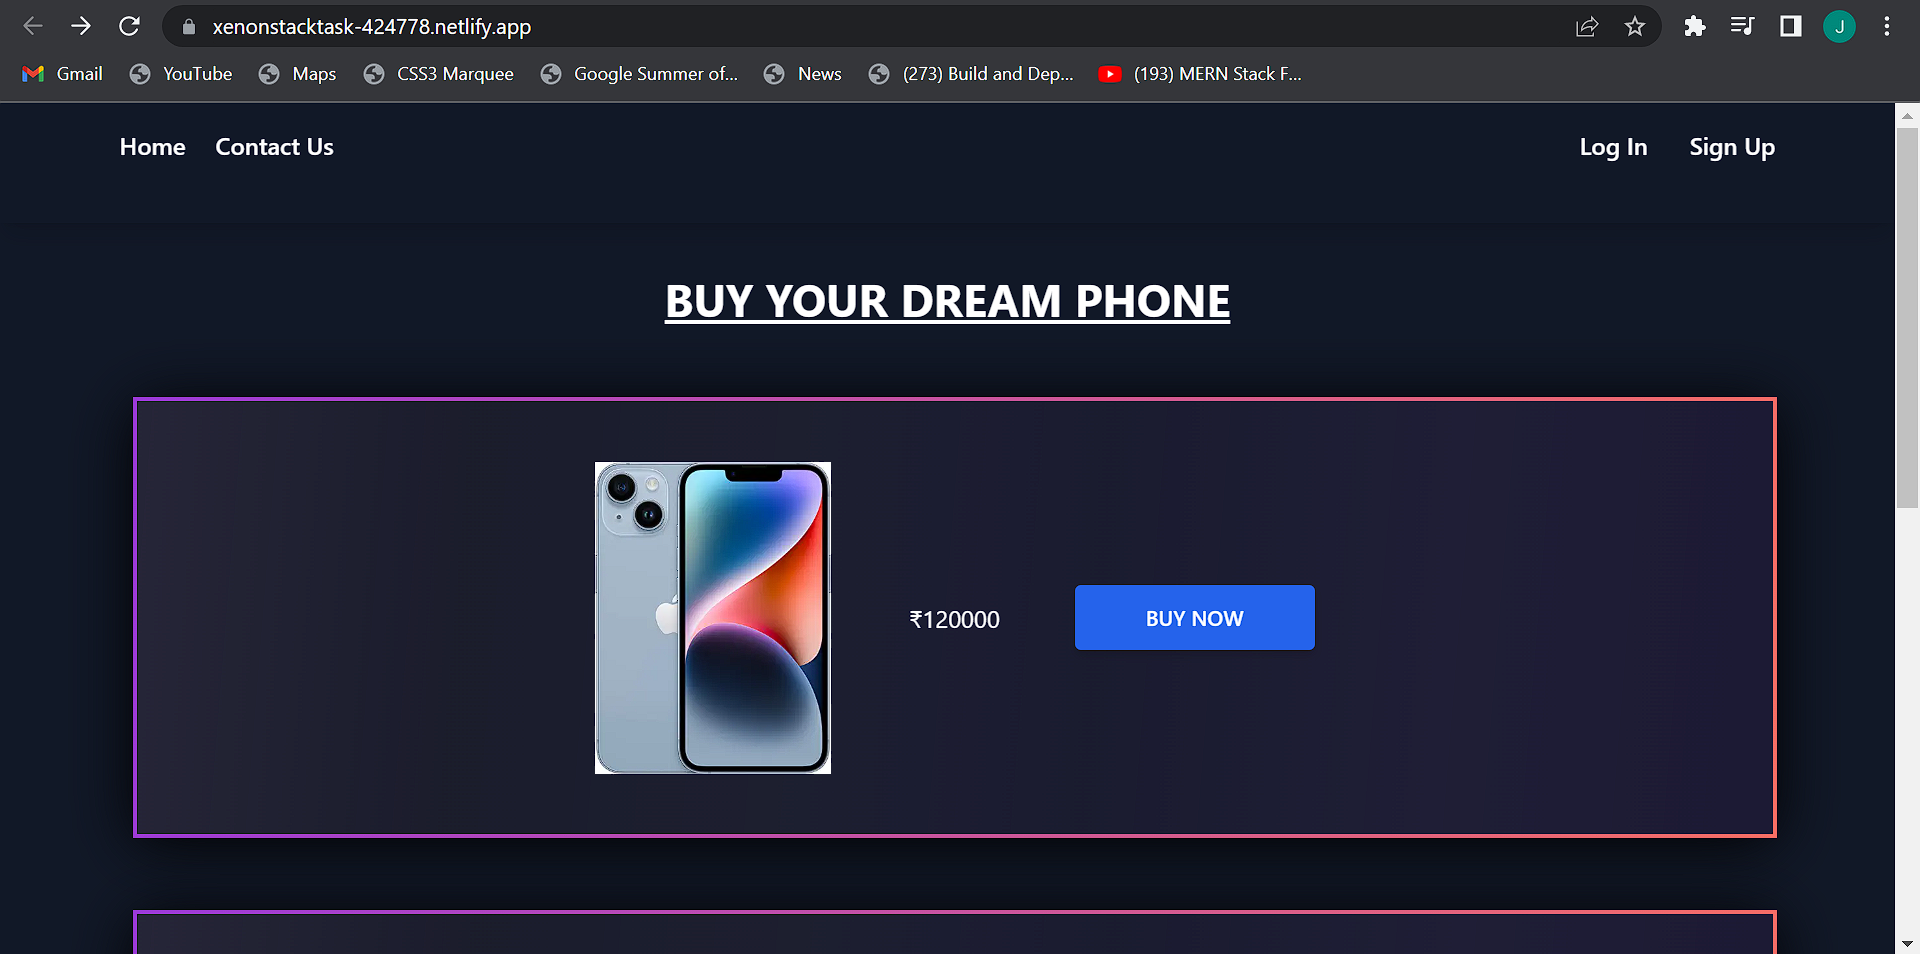 xenonstacktask-424778.netlify.app
J
Gmail YouTube Maps CSS3 Marquee Google Summer of... News (273) Build and Dep... (193) MERN Stack F...
Home Contact Us Log In Sign Up
BUY YOUR DREAM PHONE
₹120000 BUY NOW